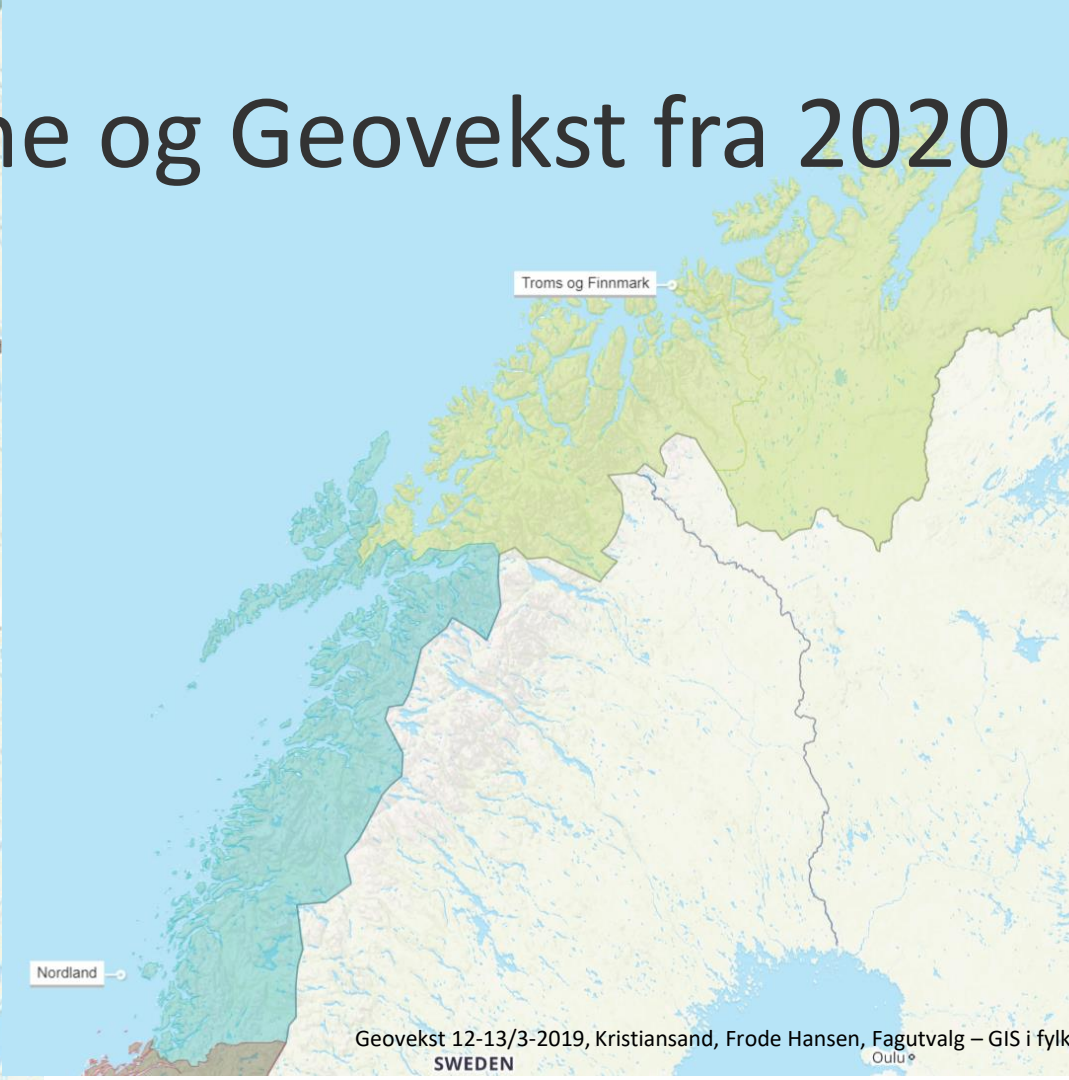 ne og Geovekst fra 2020
Troms og Finnmark
Nordland
Geovekst 12-13/3-2019, Kristiansand, Frode Hansen, Fagutvalg – GIS i fylk
SWEDEN
Oulu